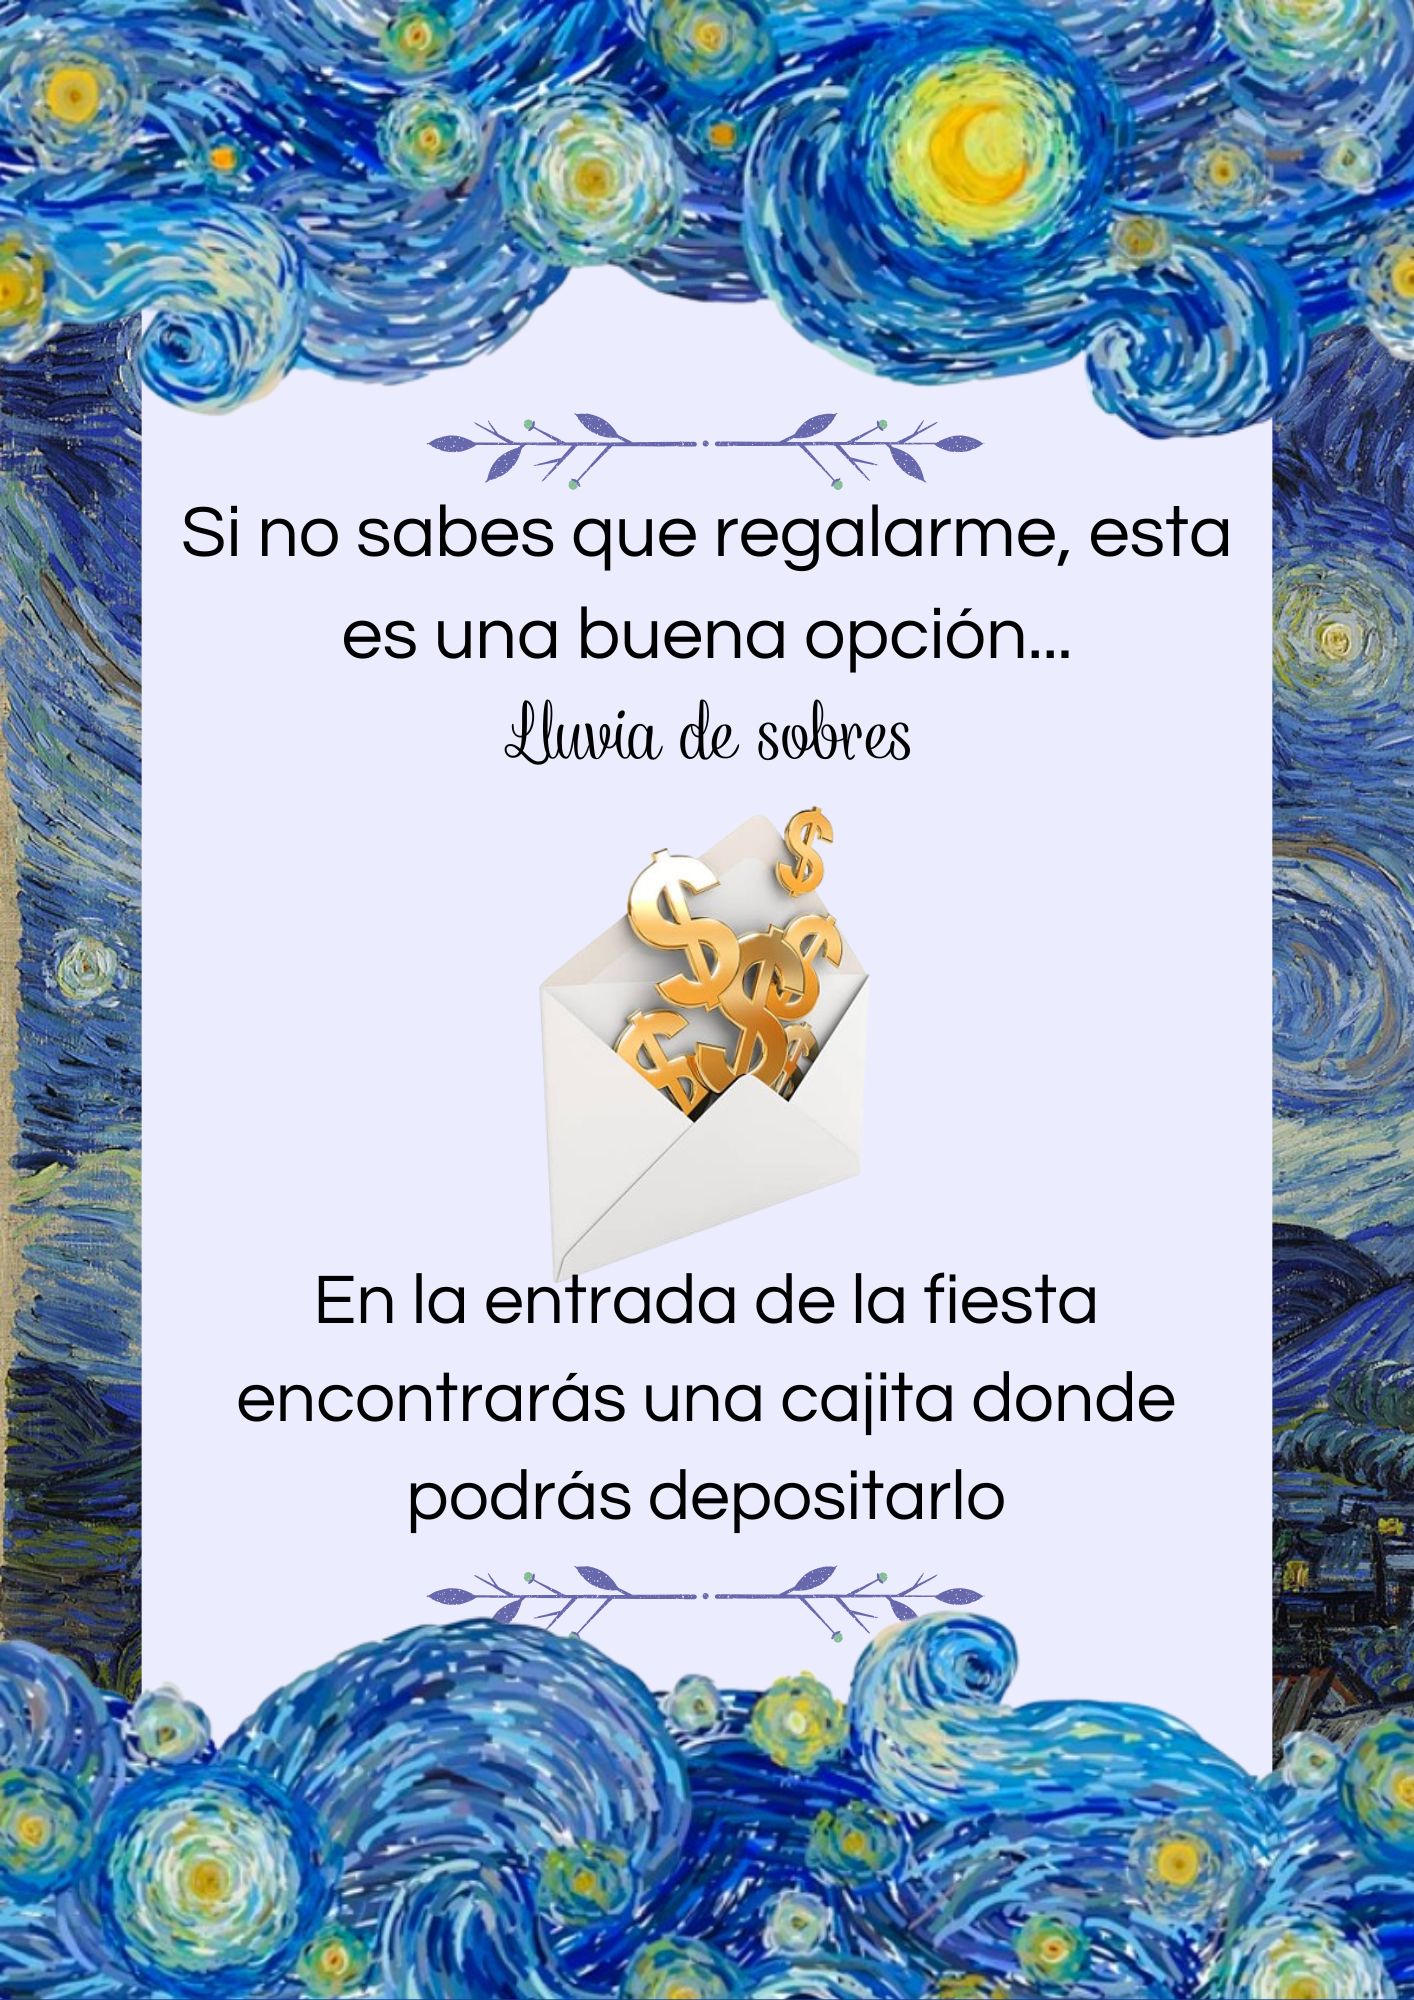 Si no sabes que regalarme, esta
es una buena opción...
Lluvia de sobres
En la entrada de la fiesta
encontrarás una cajita donde
podrás depositarlo